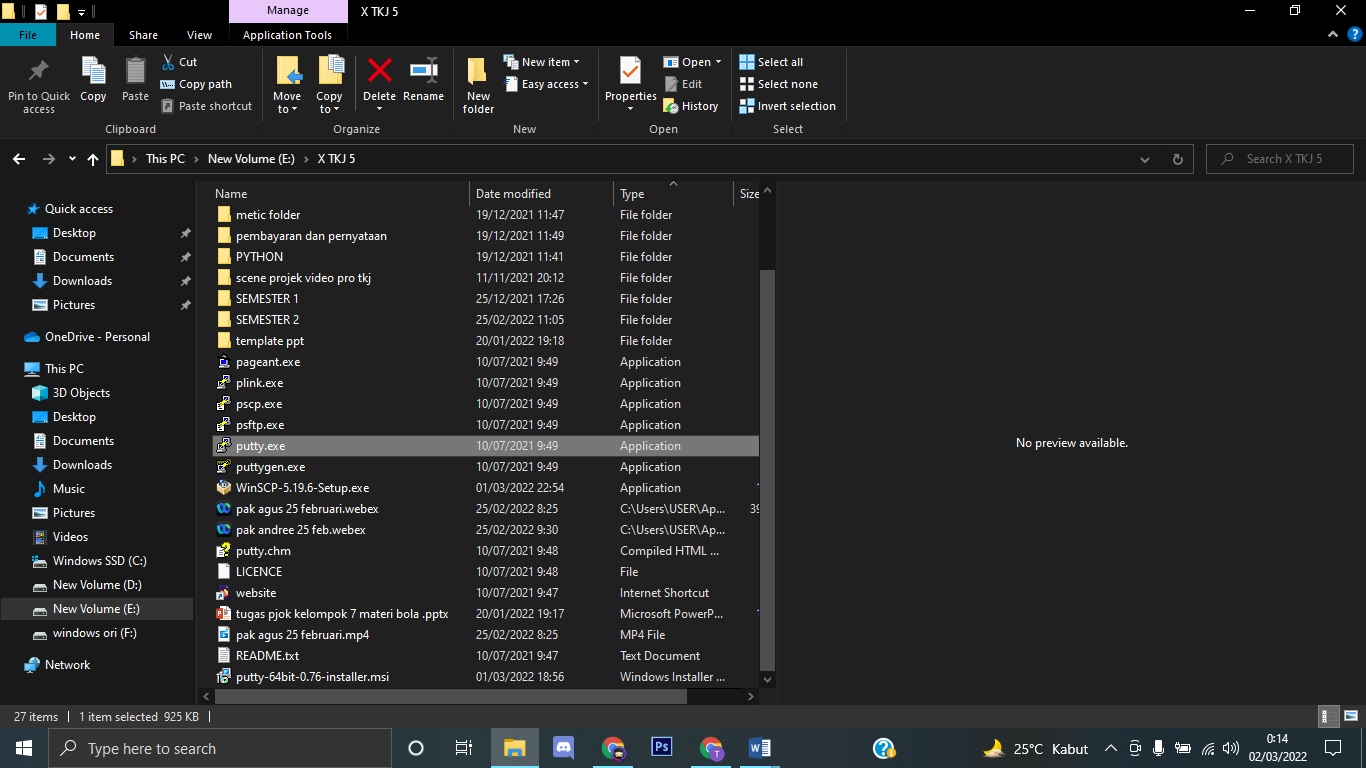 Manage
X TKJ 5
File
Home
Share
View
Application Tools
Pin to Quick access
Copy
Paste
Cut
Copy path
Paste shortcut
Clipboard
Move to
Copy to
Delete
Rename
Organize
New folder
New item
Easy access
New
Properties
Open
Edit
History
Open
Select all
Select none
Invert selection
Select
This PC > New Volume (E:) > X TKJ 5
Search X TKJ 5
Quick access
Desktop
Documents
Downloads
Pictures
OneDrive - Personal
This PC
3D Objects
Desktop
Documents
Downloads
Music
Pictures
Videos
Windows SSD (C:)
New Volume (D:)
New Volume (E:)
windows ori (F:)
Network
Name Date modified Type Size
metic folder 19/12/2021 11:47 File folder
pembayaran dan pernyataan 19/12/2021 11:49 File folder
PYTHON 19/12/2021 11:41 File folder
scene projek video pro tkj 11/11/2021 20:12 File folder
SEMESTER 1 25/12/2021 17:26 File folder
SEMESTER 2 25/02/2022 11:05 File folder
template ppt 20/01/2022 19:18 File folder
pageant.exe 10/07/2021 9:49 Application
plink.exe 10/07/2021 9:49 Application
pscp.exe 10/07/2021 9:49 Application
psftp.exe 10/07/2021 9:49 Application
putty.exe 10/07/2021 9:49 Application
puttygen.exe 10/07/2021 9:49 Application
WinSCP-5.19.6-Setup.exe 01/03/2022 22:54 Application
pak agus 25 februari.webex 25/02/2022 8:25 C:\Users\USER\Ap...
pak andree 25 feb.webex 25/02/2022 9:30 C:\Users\USER\Ap...
putty.chm 10/07/2021 9:48 Compiled HTML ...
LICENCE 10/07/2021 9:48 File
website 10/07/2021 9:47 Internet Shortcut
tugas pjok kelompok 7 materi bola .pptx 20/01/2022 19:17 Microsoft PowerP...
pak agus 25 februari.mp4 25/02/2022 8:25 MP4 File
README.txt 10/07/2021 9:47 Text Document
putty-64bit-0.76-installer.msi 01/03/2022 18:56 Windows Installer ...
No preview available.
27 items
1 item selected 925 KB
Type here to search
Ps
25°C Kabut
0:14
02/03/2022